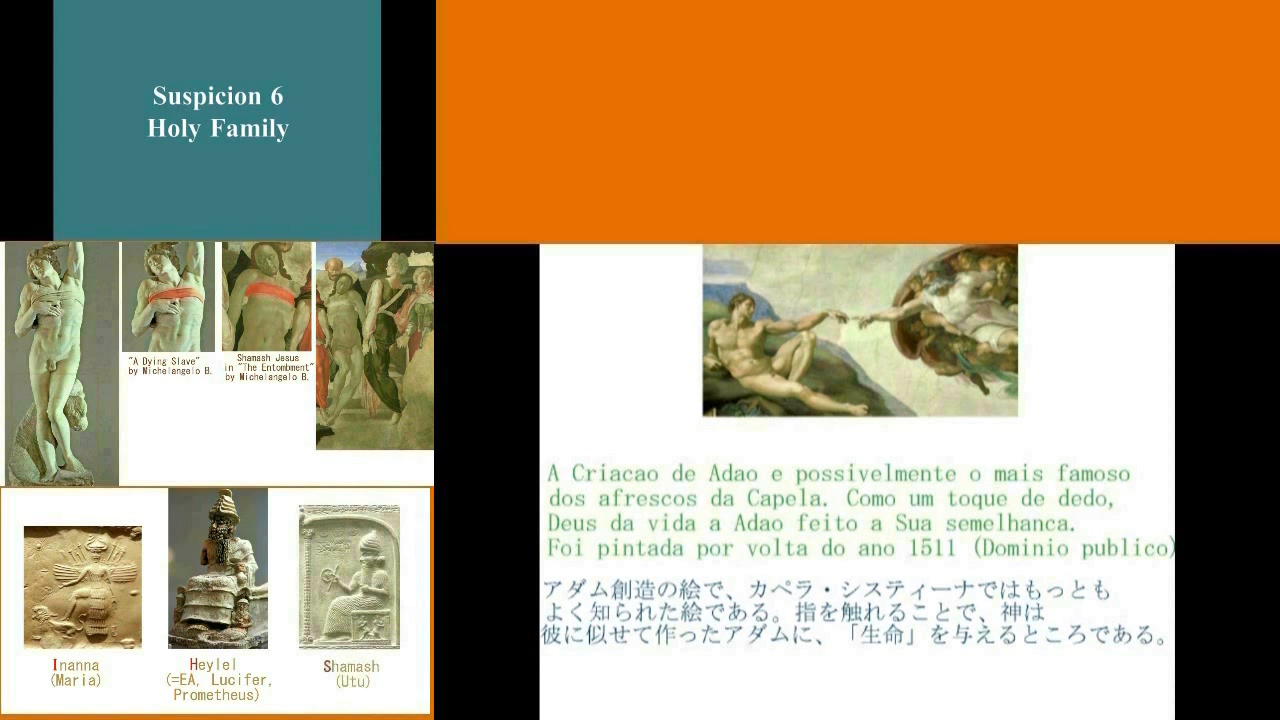 Suspicion 6
Holy Family
"A Dying Slave"
by Michelangelo B.
Shamash Jesus
in "The Entombment"
by Michelangelo B.
Inanna
(Maria)
Heylel
(=EA, Lucifer,
Prometheus)
Shamash
(Utu)
A Criacao de Adao e possivelmente o mais famoso
dos afrescos da Capela. Como um toque de dedo,
Deus da vida a Adao feito a Sua semelhanca.
Foi pintada por volta do ano 1511 (Dominio publico)
アダム創造の絵で、カペラ・システィーナではもっとも
よく知られた絵である。指を触れることで、神は
彼に似せて作ったアダムに、「生命」を与えるところである。